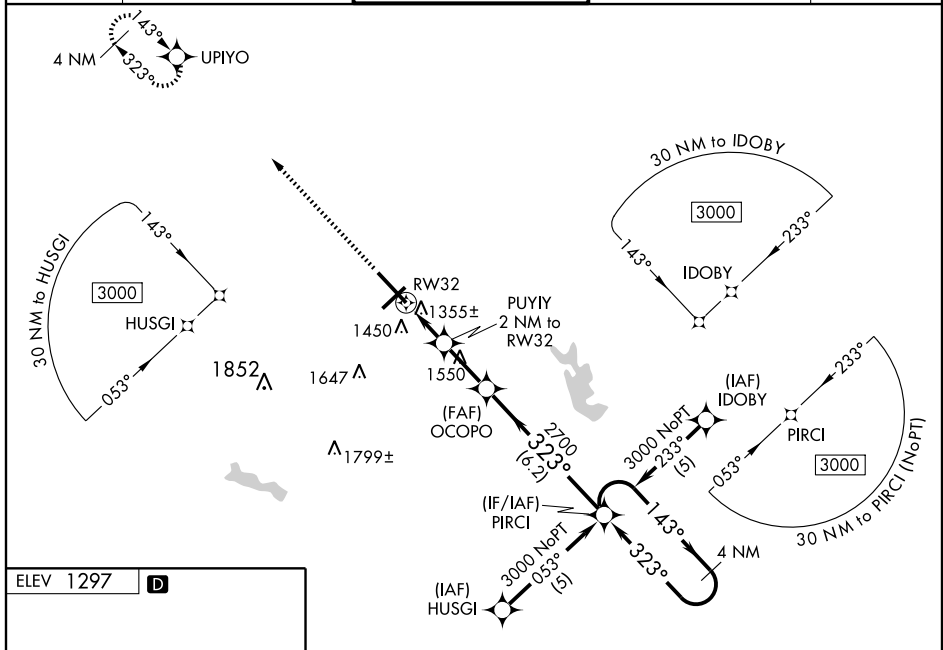 143°
4 NM
323°
UPIYO
30 NM to HUSGI
143°
3000
HUSGI
053°
30 NM to IDOBY
3000
143°
233°
IDOBY
RW32
1355±
1450
PUYIY
2 NM to
RW32
1852
1647
1550
1799±
(FAF)
OCOPO
2700
323°
(6.2)
(IAF)
IDOBY
3000 NoPT
233°
(5)
233°
PIRCI
053°
3000
30 NM to PIRCI (NoPT)
(IF/IAF)
PIRCI
143°
4 NM
323°
3000 NoPT
053°
(5)
(IAF)
HUSGI
ELEV 1297 D